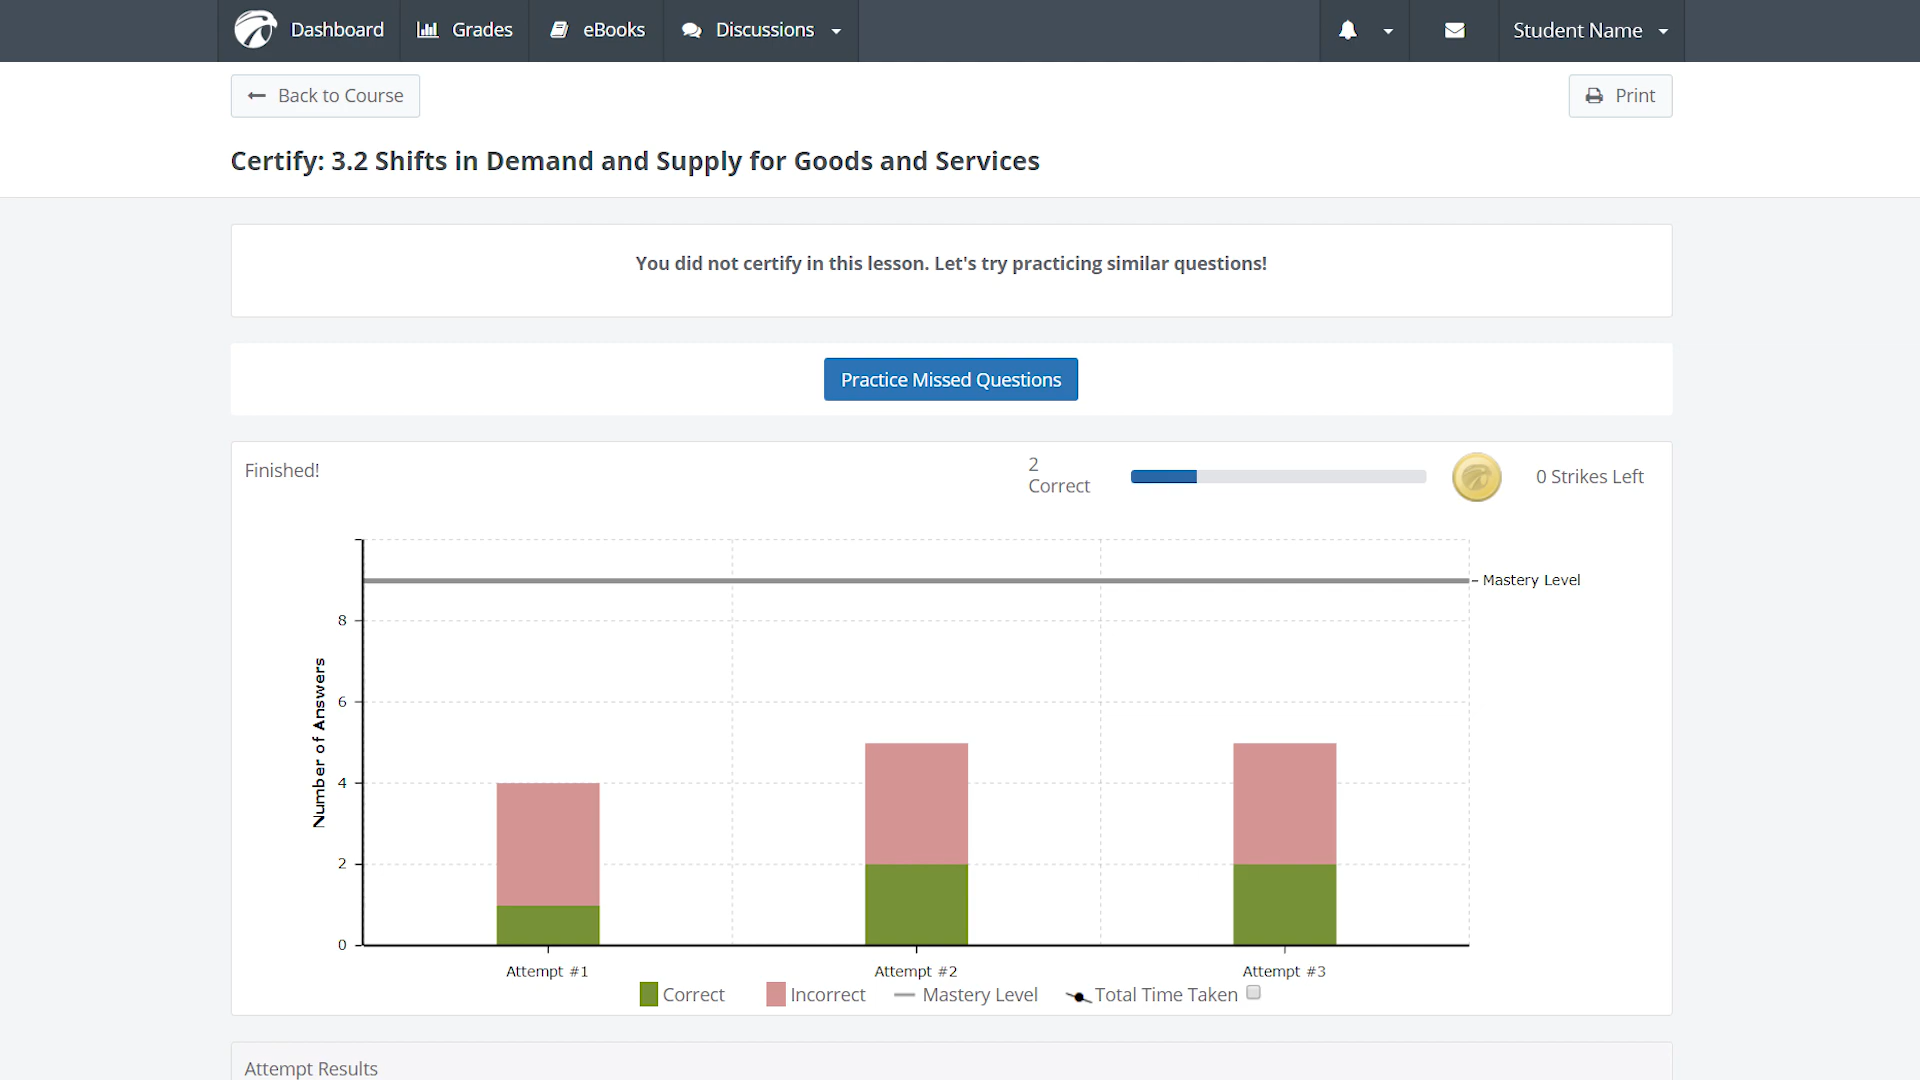 Dashboard
Grades
eBooks
Discussions
Student Name
Back to Course
Print
Certify: 3.2 Shifts in Demand and Supply for Goods and Services
You did not certify in this lesson. Let's try practicing similar questions!
Practice Missed Questions
Finished!
2
Correct
0 Strikes Left
Mastery Level
8
6
4
2
0
Number of Answers
Attempt #1
Attempt #2
Attempt #3
Correct
Incorrect
Mastery Level
Total Time Taken
Attempt Results